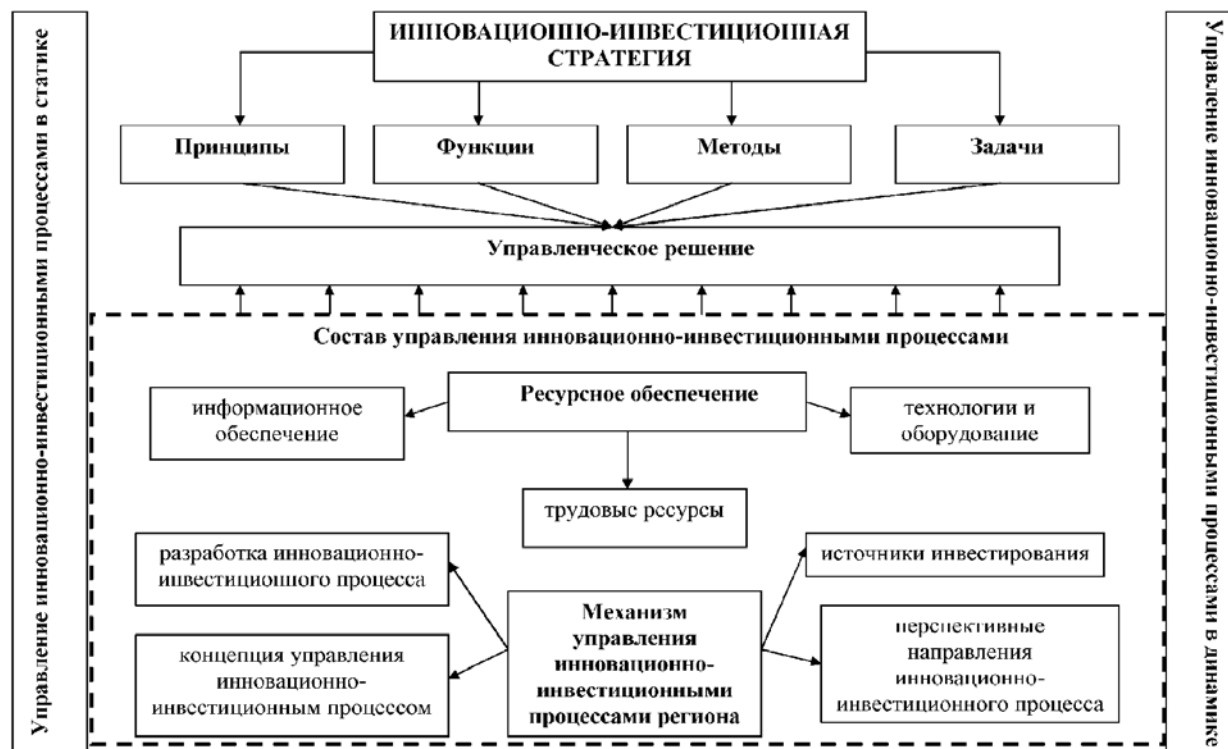 Управление инновационно-инвестиционными процессами в статике
ИННОВАЦИОННО-ИНВЕСТИЦИОННАЯ
СТРАТЕГИЯ
Принципы
Функции
Методы
Задачи
Управленческое решение
Состав управления инновационно-инвестиционными процессами
Ресурсное обеспечение
информационное
обеспечение
технологии и
оборудование
трудовые ресурсы
разработка инновационно-
инвестиционного процесса
источники инвестирования
Механизм
управления
инновационно-
инвестиционными
процессами региона
концепция управления
инновационно-
инвестиционным процессом
перспективные
направления
инновационно-
инвестиционного процесса
Управление инновационно-инвестиционными процессами в динамике